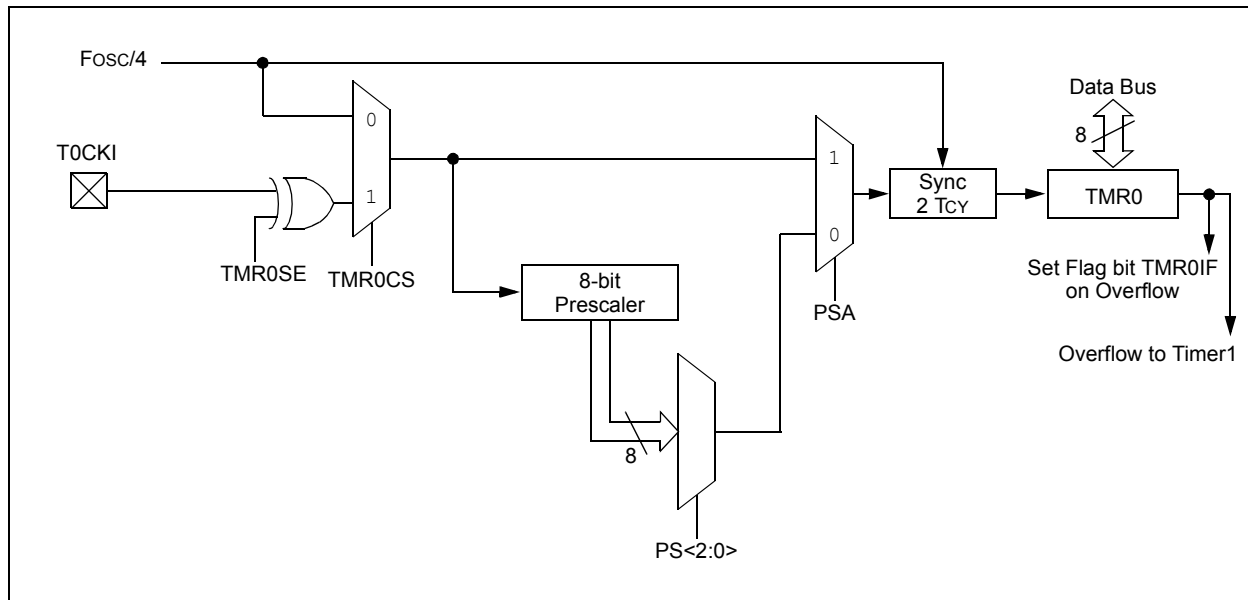 FOSC/4
T0CKI
TMR0SE
0
1
TMR0CS
8-bit
Prescaler
8
PS<2:0>
1
0
PSA
Sync
2 TCY
Data Bus
8
TMR0
Set Flag bit TMR0IF
on Overflow
Overflow to Timer1